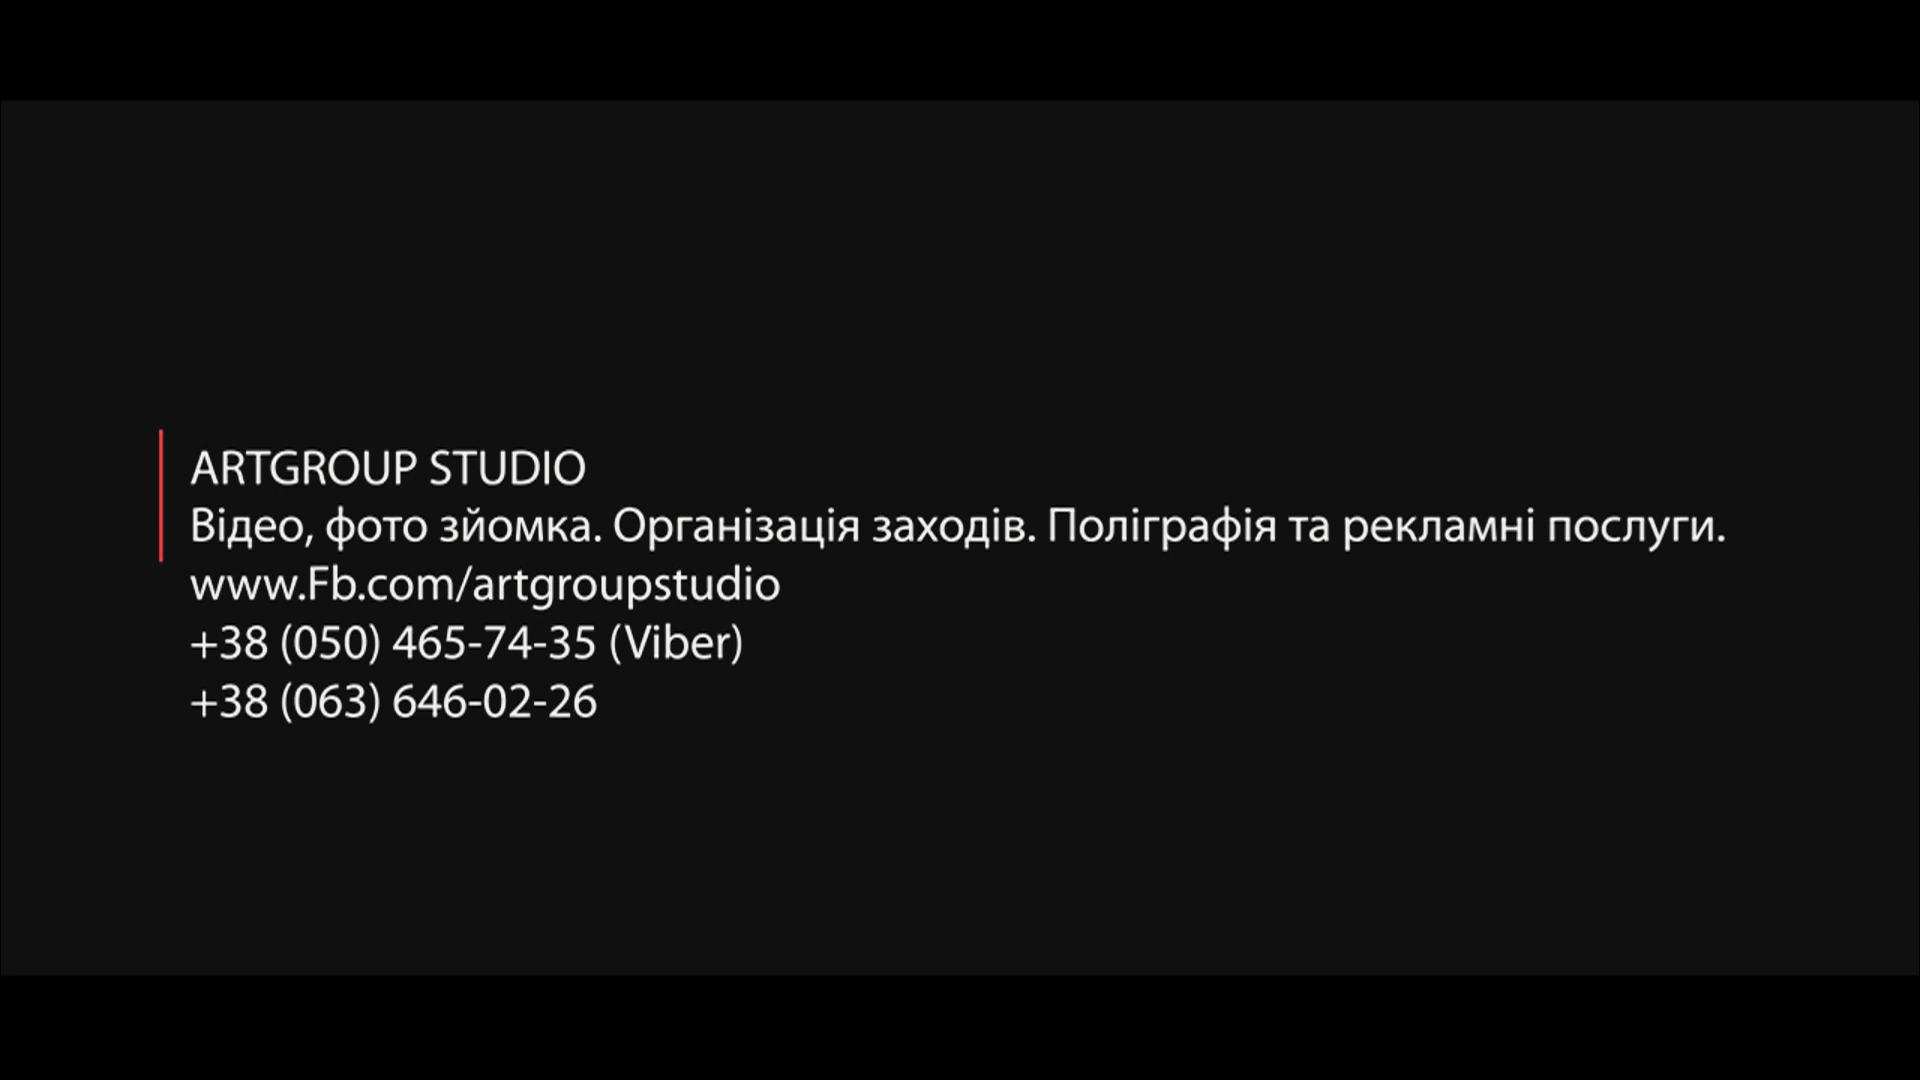 ARTGROUP STUDIO
Відео, фото зйомка. Організація заходів. Поліграфія та рекламні послуги.
www.Fb.com/artgroupstudio
+38 (050) 465-74-35 (Viber)
+38 (063) 646-02-26